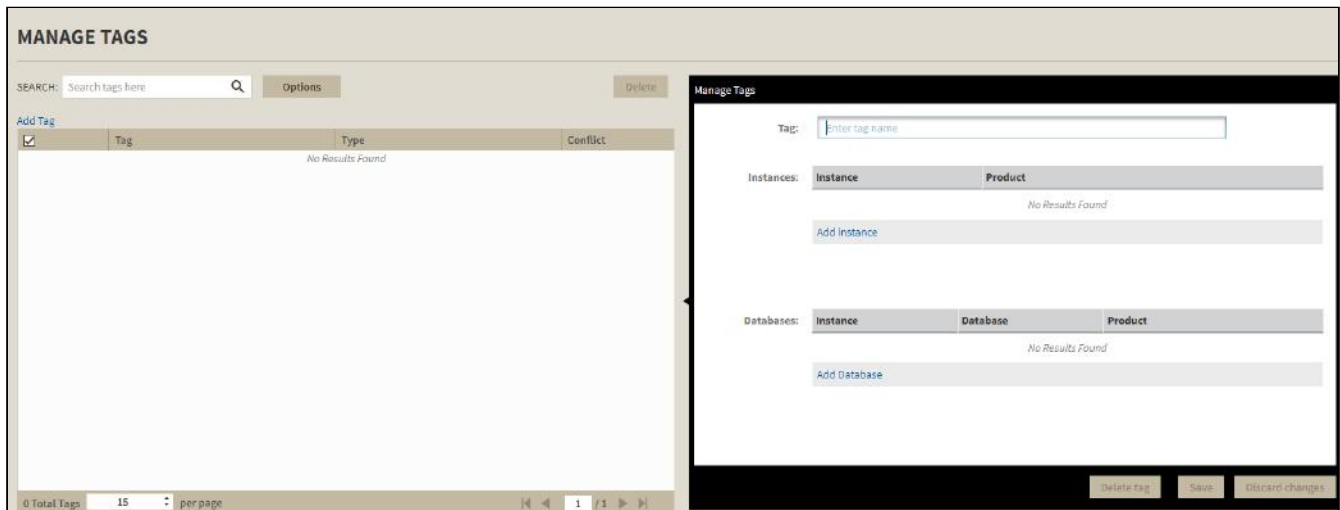 MANAGE TAGS
SEARCH: Search tags here Options Delete
Add Tag
Tag Type Conflict
No Results Found
0 Total Tags 15 per page 1 / 1
Manage Tags
Tag: Enter tag name
Instances: Instance Product
No Results Found
Add Instance
Databases: Instance Database Product
No Results Found
Add Database
Delete tag Save Discard changes